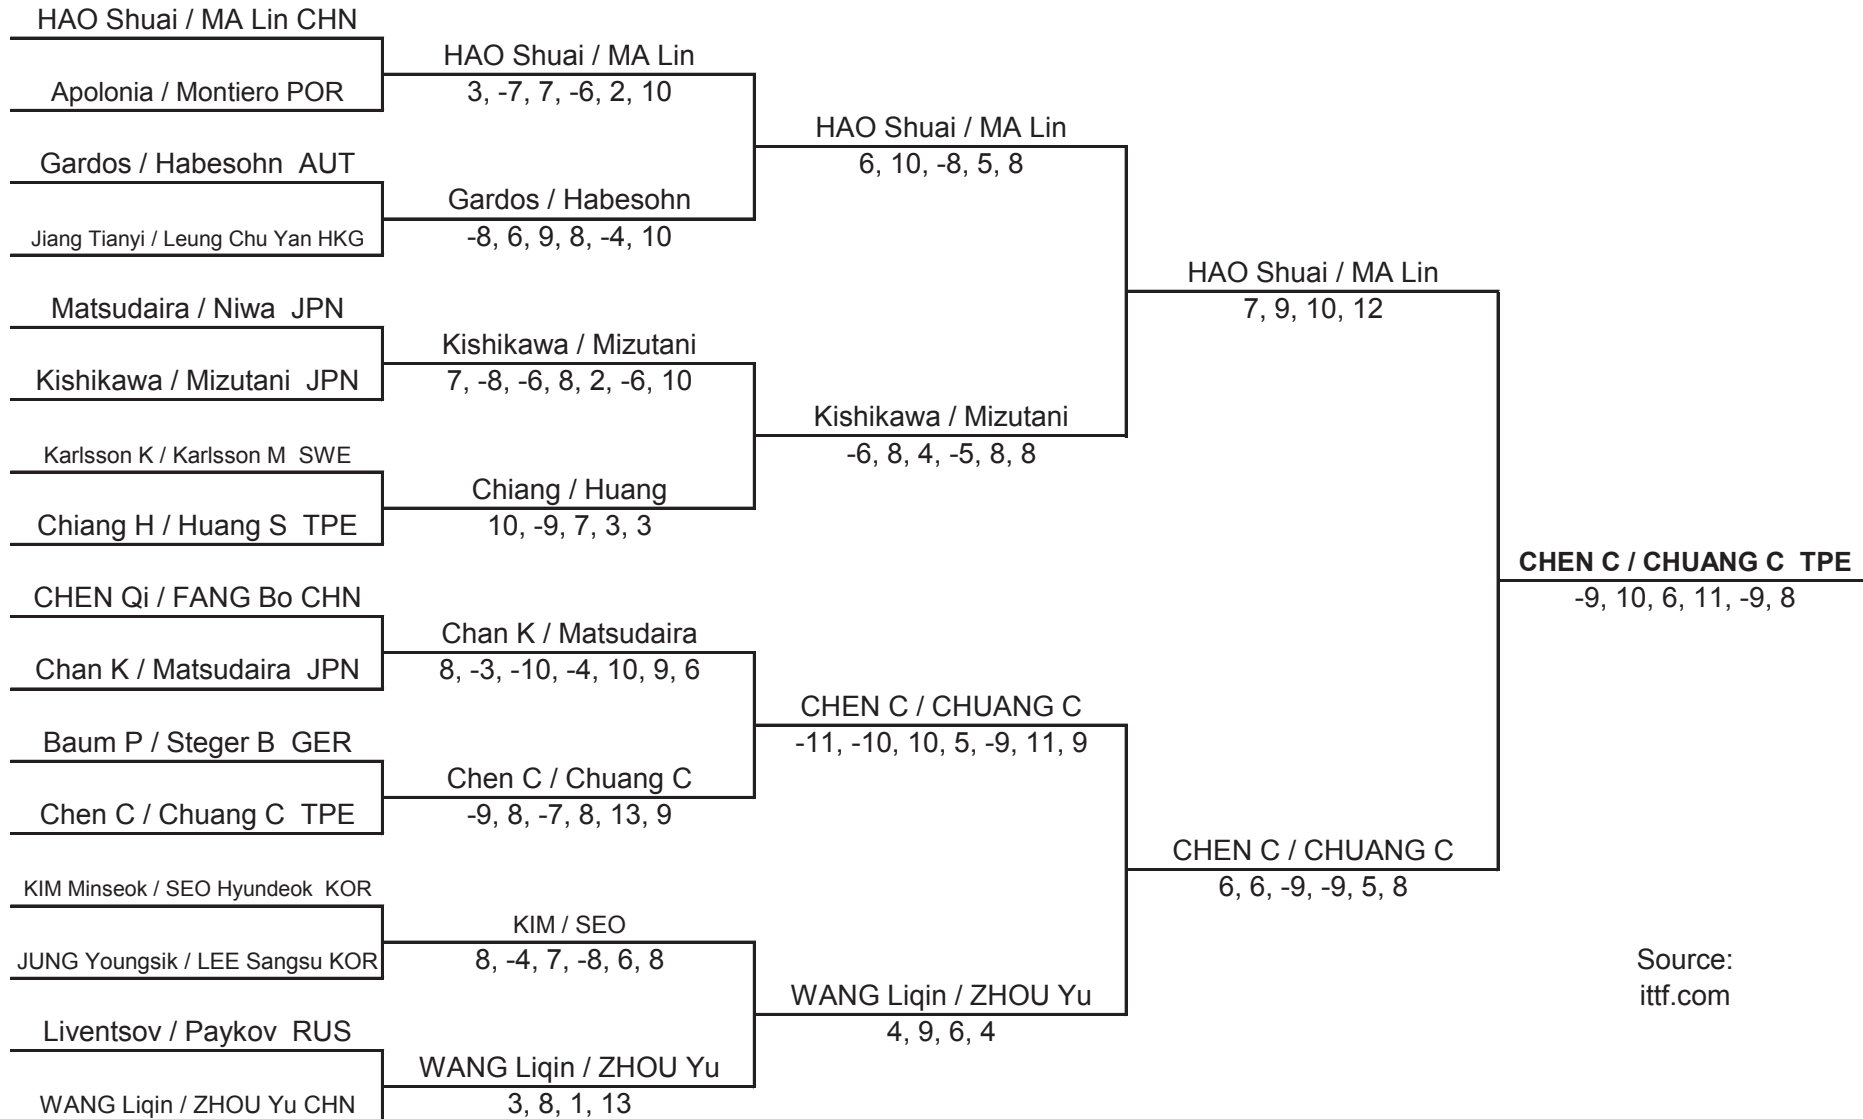 HAO Shuai / MA Lin CHN
Apolonia / Montiero POR
Gardos / Habesohn AUT
Jiang Tianyi / Leung Chu Yan HKG
Matsudaira / Niwa JPN
Kishikawa / Mizutani JPN
Karlsson K / Karlsson M SWE
Chiang H / Huang S TPE
CHEN Qi / FANG Bo CHN
Chan K / Matsudaira JPN
Baum P / Steger B GER
Chen C / Chuang C TPE
KIM Minseok / SEO Hyundeok KOR
JUNG Youngsik / LEE Sangsu KOR
Liventsov / Paykov RUS
WANG Liqin / ZHOU Yu CHN
HAO Shuai / MA Lin
3, -7, 7, -6, 2, 10
Gardos / Habesohn
-8, 6, 9, 8, -4, 10
Kishikawa / Mizutani
7, -8, -6, 8, 2, -6, 10
Chiang / Huang
10, -9, 7, 3, 3
Chan K / Matsudaira
8, -3, -10, -4, 10, 9, 6
Chen C / Chuang C
-9, 8, -7, 8, 13, 9
KIM / SEO
8, -4, 7, -8, 6, 8
WANG Liqin / ZHOU Yu
3, 8, 1, 13
HAO Shuai / MA Lin
6, 10, -8, 5, 8
Kishikawa / Mizutani
-6, 8, 4, -5, 8, 8
CHEN C / CHUANG C
-11, -10, 10, 5, -9, 11, 9
WANG Liqin / ZHOU Yu
4, 9, 6, 4
HAO Shuai / MA Lin
7, 9, 10, 12
CHEN C / CHUANG C
6, 6, -9, -9, 5, 8
CHEN C / CHUANG C TPE
-9, 10, 6, 11, -9, 8
Source:
ittf.com